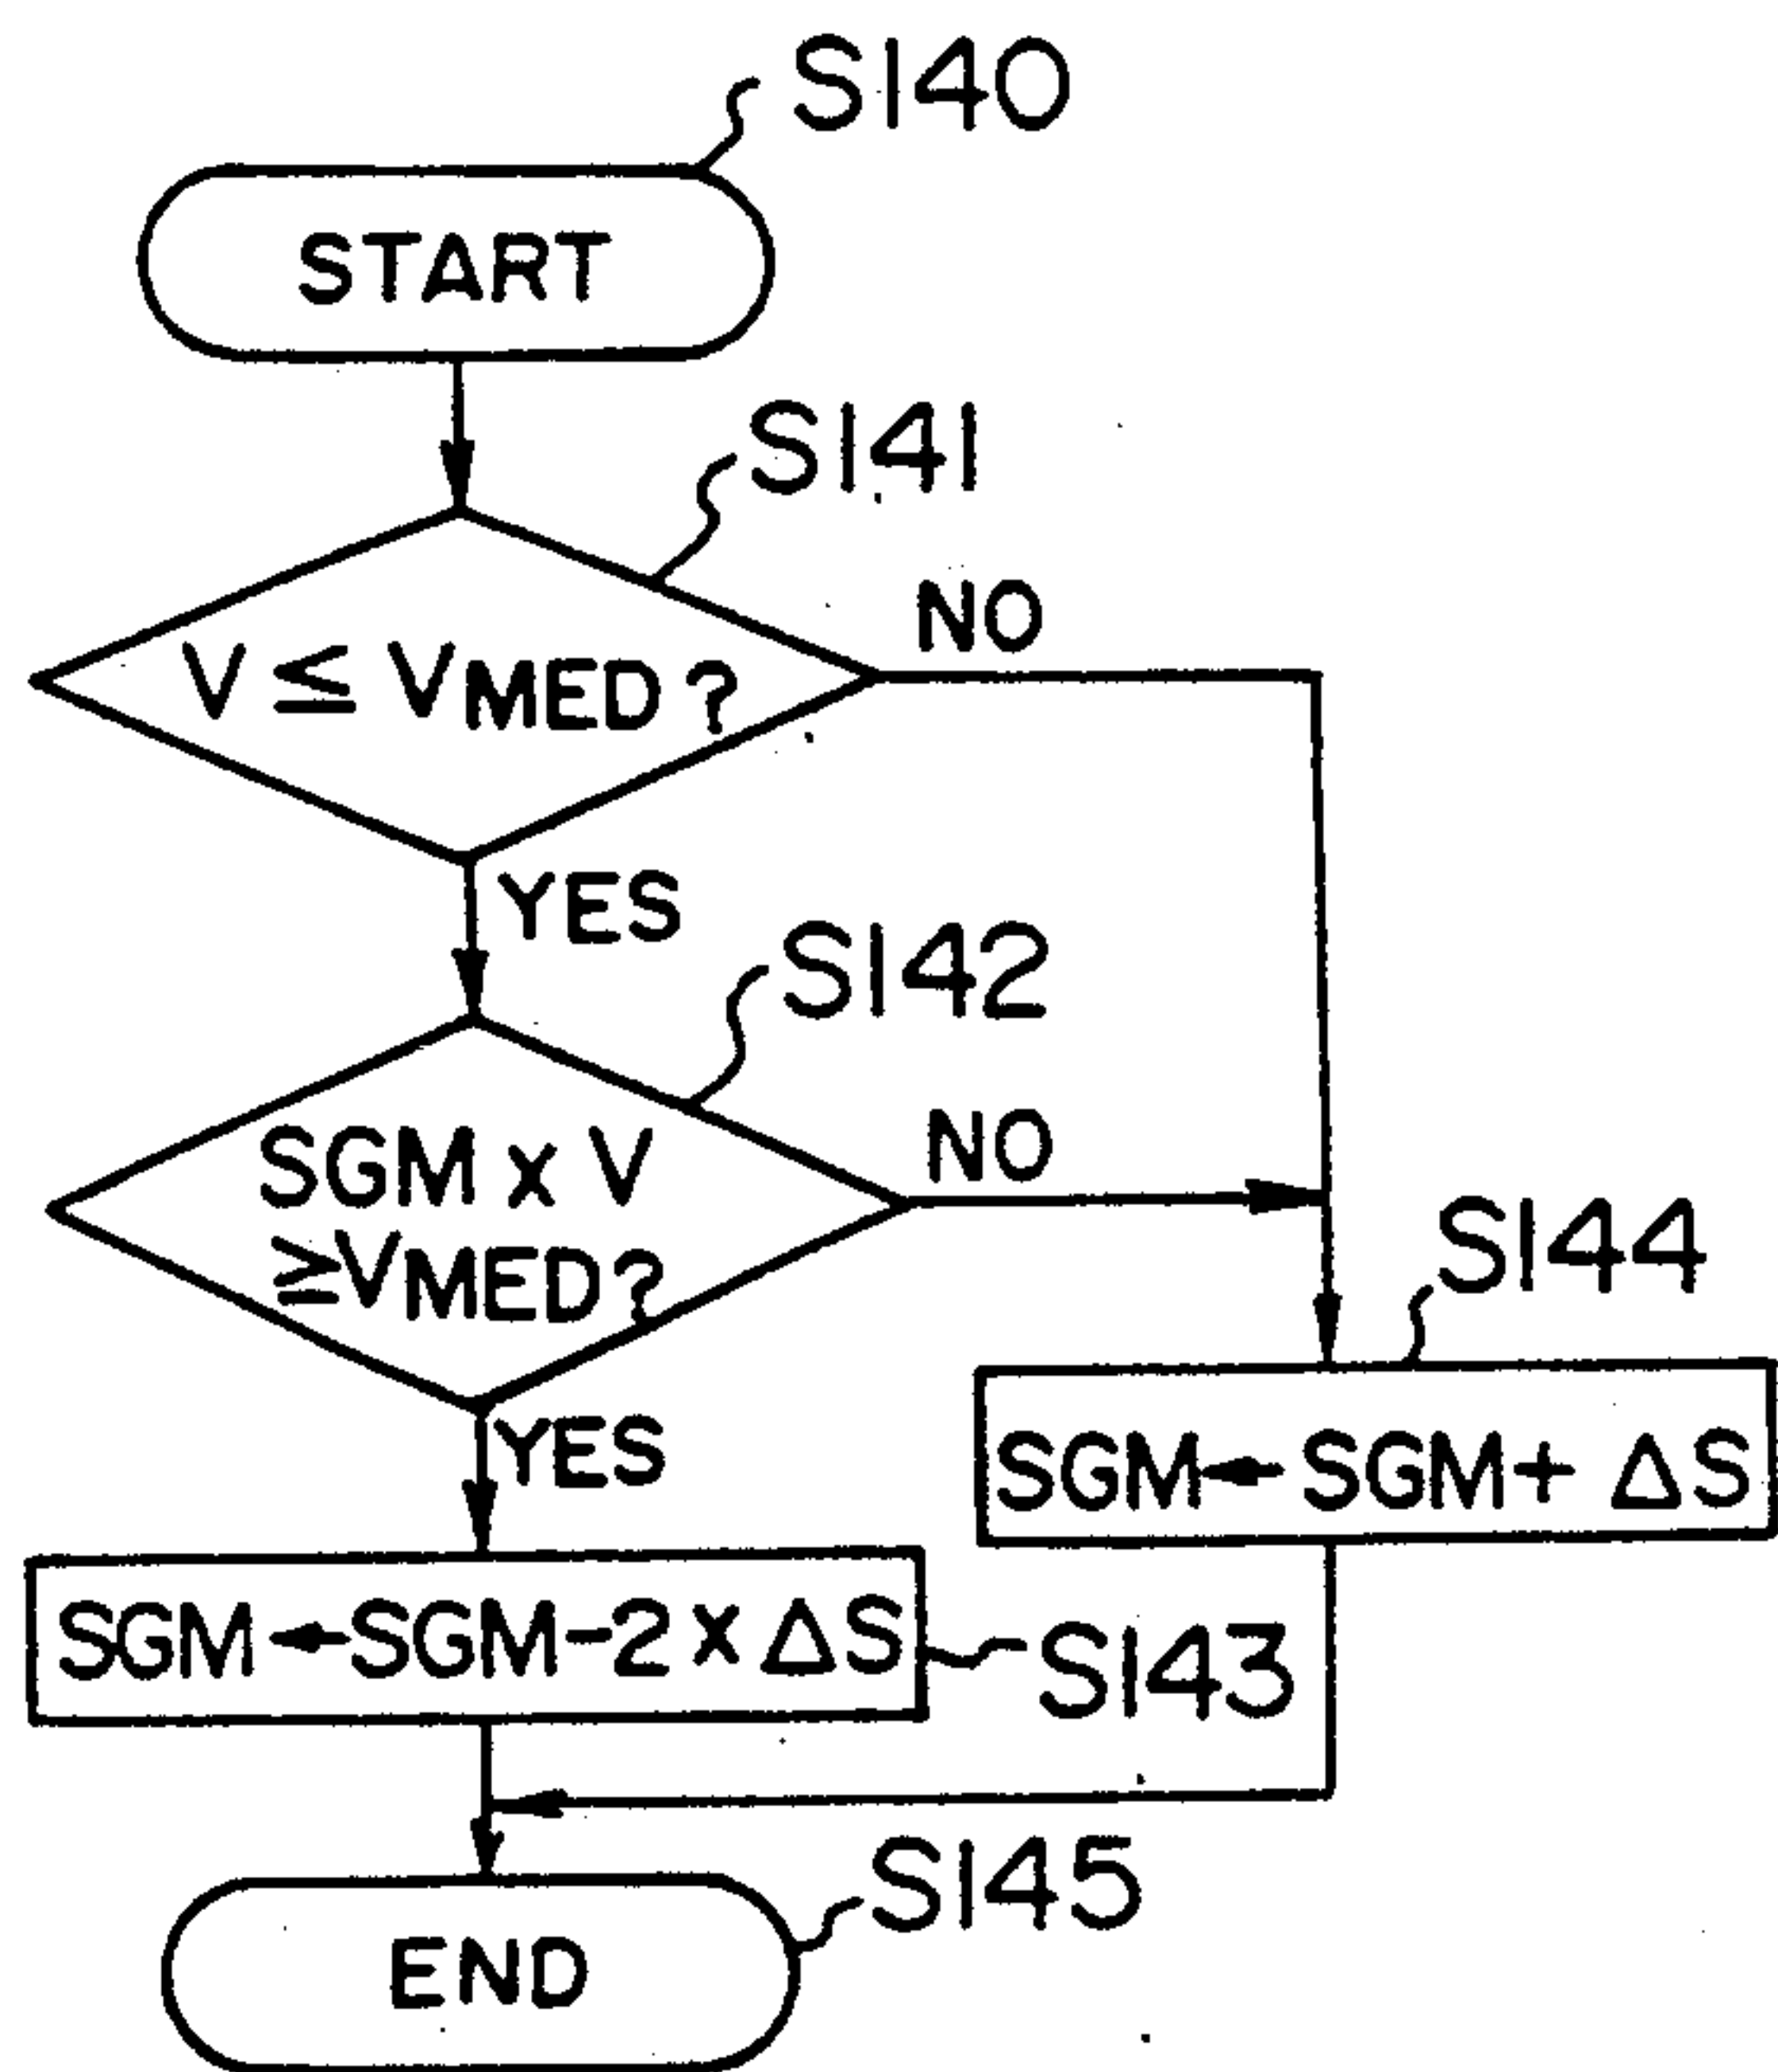 S140
START
S141
V ≦ VMED?
NO
YES
S142
SGM x V
≧VMED?
NO
YES
S144
SGM← SGM+ ΔS
SGM←SGM-2×ΔS
S143
S145
END